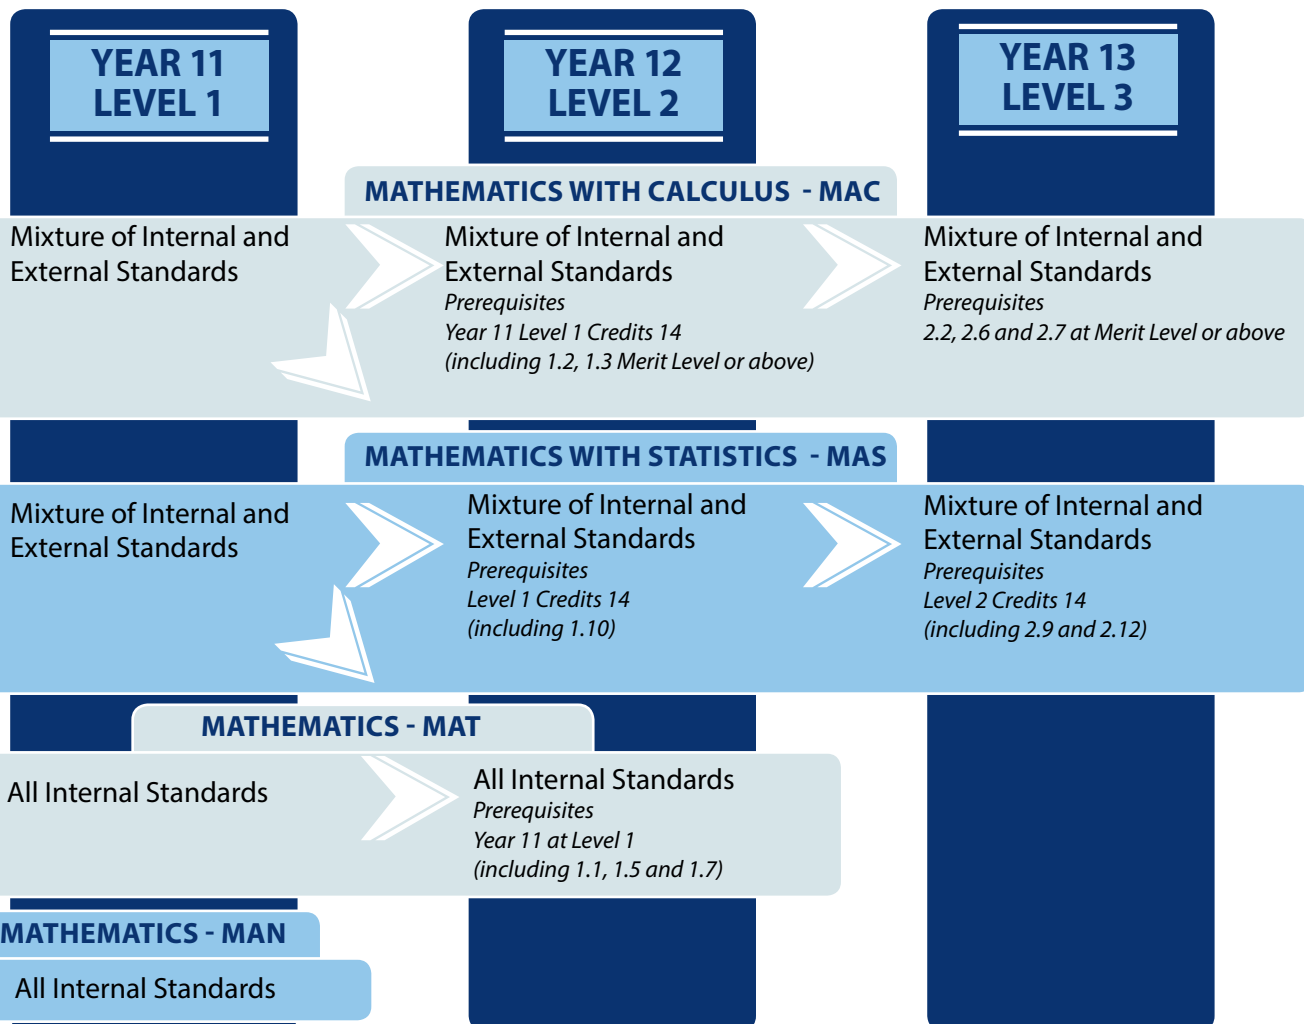 YEAR 11
LEVEL 1
YEAR 12
LEVEL 2
YEAR 13
LEVEL 3
MATHEMATICS WITH CALCULUS - MAC
Mixture of Internal and
External Standards
Mixture of Internal and
External Standards
Prerequisites
Year 11 Level 1 Credits 14
(including 1.2, 1.3 Merit Level or above)
Mixture of Internal and
External Standards
Prerequisites
2.2, 2.6 and 2.7 at Merit Level or above
MATHEMATICS WITH STATISTICS - MAS
Mixture of Internal and
External Standards
Mixture of Internal and
External Standards
Prerequisites
Level 1 Credits 14
(including 1.10)
Mixture of Internal and
External Standards
Prerequisites
Level 2 Credits 14
(including 2.9 and 2.12)
MATHEMATICS - MAT
All Internal Standards
All Internal Standards
Prerequisites
Year 11 at Level 1
(including 1.1, 1.5 and 1.7)
MATHEMATICS - MAN
All Internal Standards